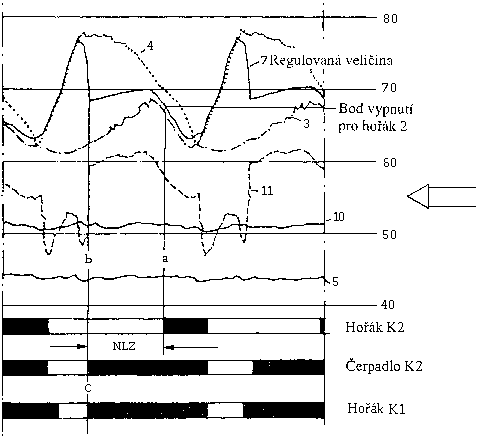 80
4
7 Regulovaná veličina
70
Bod vypnutí
pro hořák 2
3
60
11
10
50
b
a
5
40
Hořák K2
NLZ
Čerpadlo K2
C
Hořák K1